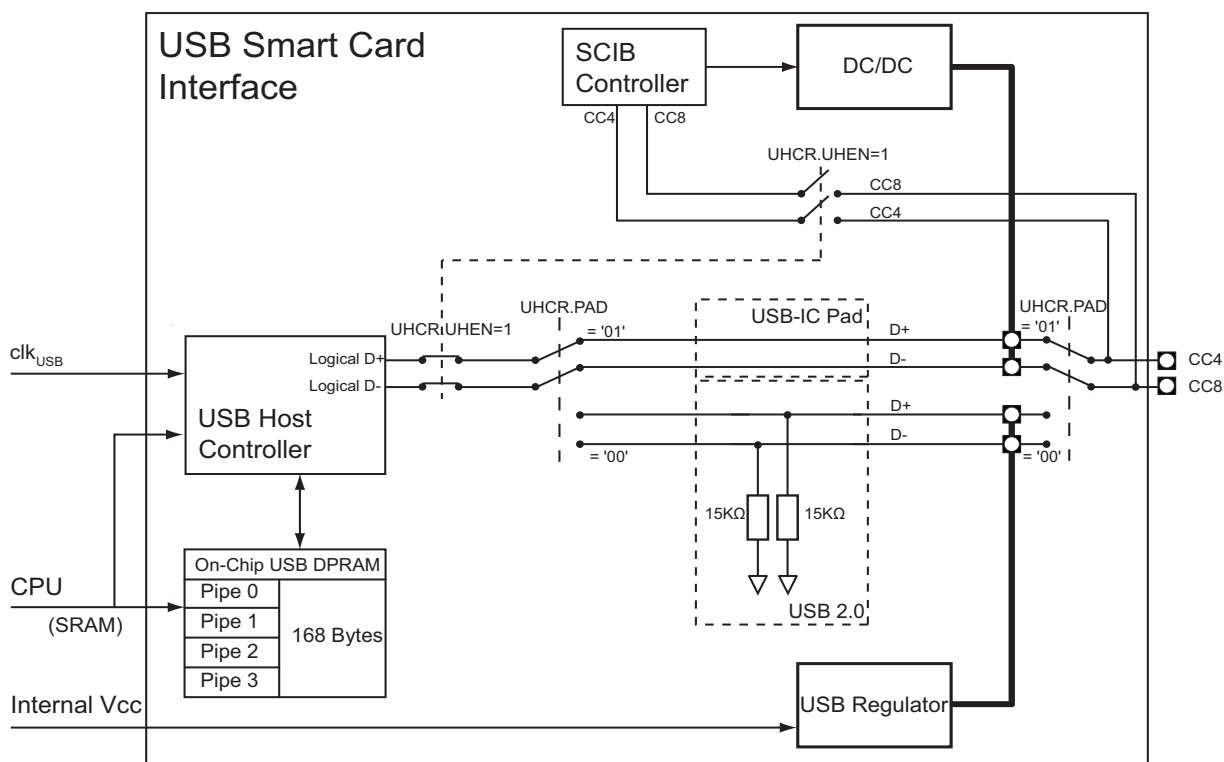 USB Smart Card
Interface
SCIB
Controller
DC/DC
CC4
CC8
UHCR.UHEN=1
CC8
CC4
UHCR.PAD
USB-IC Pad
UHCR.PAD
UHCR.UHEN=1
= '01'
D+
= '01'
clkUSB
Logical D+
D-
CC4
Logical D-
CC8
USB Host
Controller
D+
D-
= '00'
= '00'
15KΩ
15KΩ
On-Chip USB DPRAM
CPU
Pipe 0
(SRAM)
Pipe 1
168 Bytes
USB 2.0
Pipe 2
Pipe 3
Internal Vcc
USB Regulator